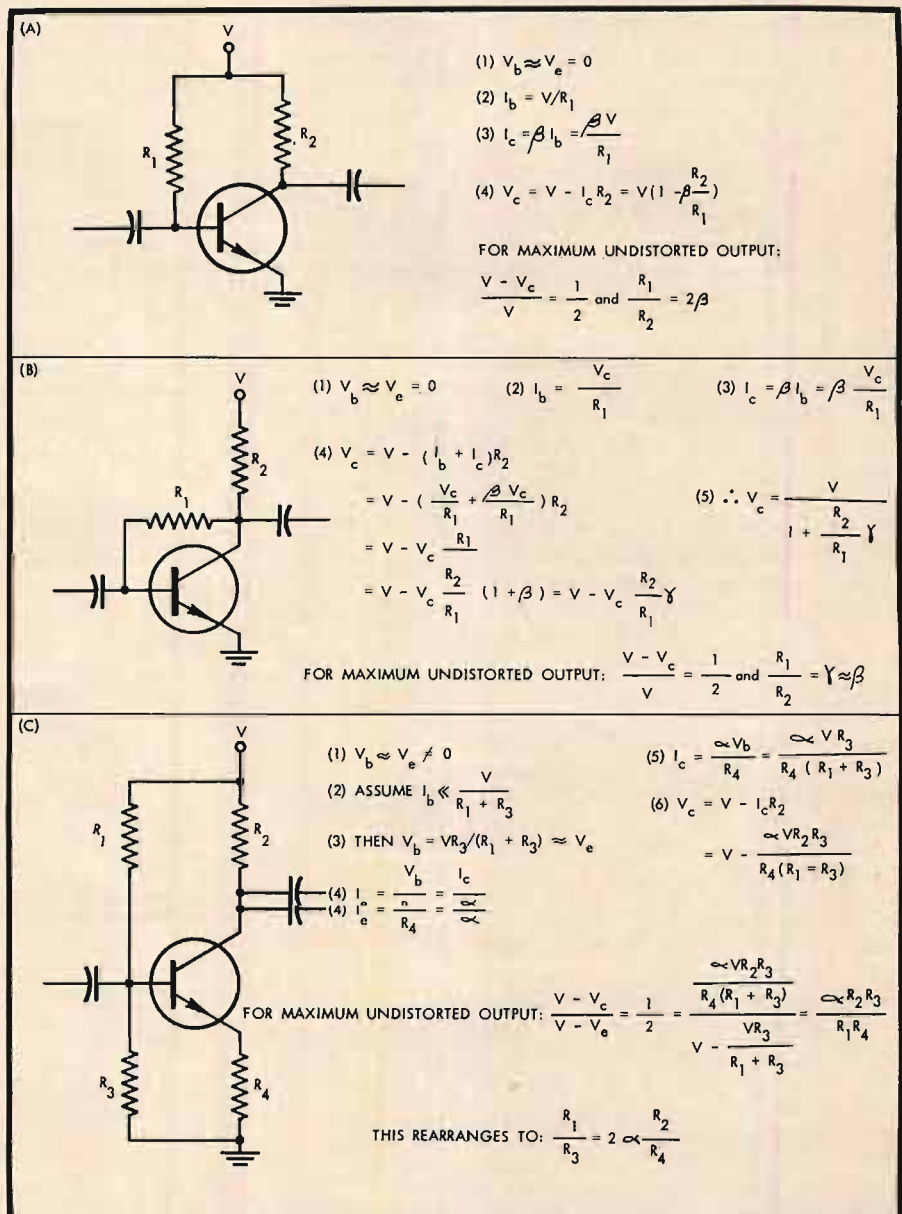 (A)
V
R1
R2
(1) Vb ≈ Ve = 0
(2) Ib = V/R1
(3) Ic = β Ib = βV / R1
(4) Vc = V - Ic R2 = V(1 - β R2/R1)
FOR MAXIMUM UNDISTORTED OUTPUT:
(V - Vc)/V = 1/2 and R1/R2 = 2β
(B)
V
R2
R1
(1) Vb ≈ Ve = 0 (2) Ib = Vc/R1 (3) Ic = β Ib = β Vc/R1
(4) Vc = V - (Ib + Ic)R2
= V - (Vc/R1 + βVc/R1) R2
(5) ∴ Vc = V / (1 + R2/R1 γ)
= V - Vc R1
= V - Vc R2/R1 (1 + β) = V - Vc R2/R1 γ
FOR MAXIMUM UNDISTORTED OUTPUT: (V - Vc)/V = 1/2 and R1/R2 = γ ≈ β
(C)
V
R1
R2
R3
R4
(1) Vb ≈ Ve ≠ 0
(2) ASSUME Ib ≪ V/(R1 + R3)
(3) THEN Vb = VR3/(R1 + R3) ≈ Ve
(4) Ie = Vb/R4 = Ic/α
(4) Ie = R4 = α
(5) Ic = αVb/R4 = αVR3 / R4(R1 + R3)
(6) Vc = V - IcR2
= V - αVR2R3 / R4(R1 = R3)
FOR MAXIMUM UNDISTORTED OUTPUT: (V - Vc)/(V - Ve) = 1/2 = (αVR2R3 / R4(R1 + R3)) / (V - VR3/(R1 + R3)) = αR2R3 / R1R4
THIS REARRANGES TO: R1/R3 = 2 α R2/R4